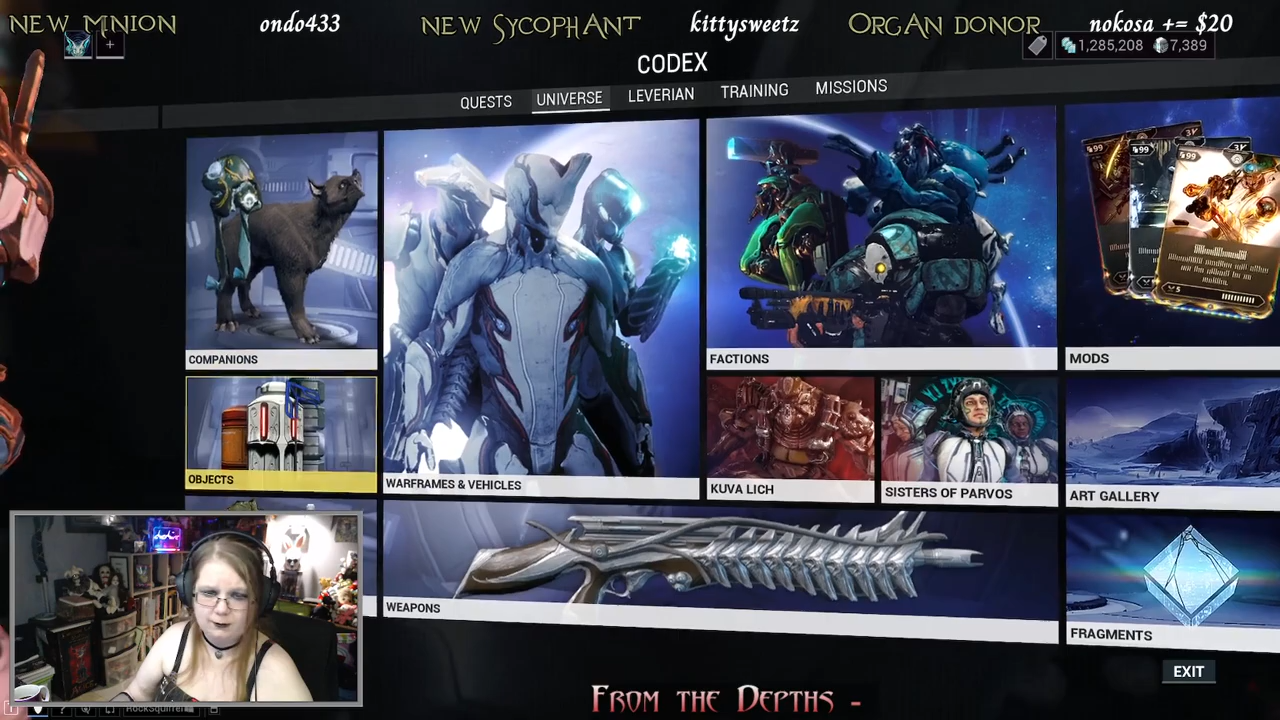 NEW MINION ondo433 NEW SYCOPHANT kittysweetz ORGAN DONOR nokosa += $20
+ 1,285,208 7,389
CODEX
QUESTS UNIVERSE LEVERIAN TRAINING MISSIONS
COMPANIONS
FACTIONS
MODS
OBJECTS
WARFRAMES & VEHICLES
KUVA LICH
SISTERS OF PARVOS
ART GALLERY
WEAPONS
FRAGMENTS
EXIT
FROM THE DEPTHS -